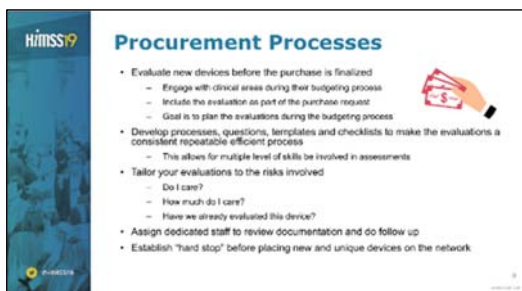 HiMSS19
Procurement Processes
• Evaluate new devices before the purchase is finalized
– Engage with clinical areas during their budgeting process
– Include the evaluation as part of the purchase request
– Goal is to plan the evaluations during the budgeting process
• Develop processes, questions, templates and checklists to make the evaluations a
consistent repeatable efficient process
– This allows for multiple level of skills be involved in assessments
• Tailor your evaluations to the risks involved
– Do I care?
– How much do I care?
– Have we already evaluated this device?
• Assign dedicated staff to review documentation and do follow up
• Establish "hard stop" before placing new and unique devices on the network
$
#HIMSS19